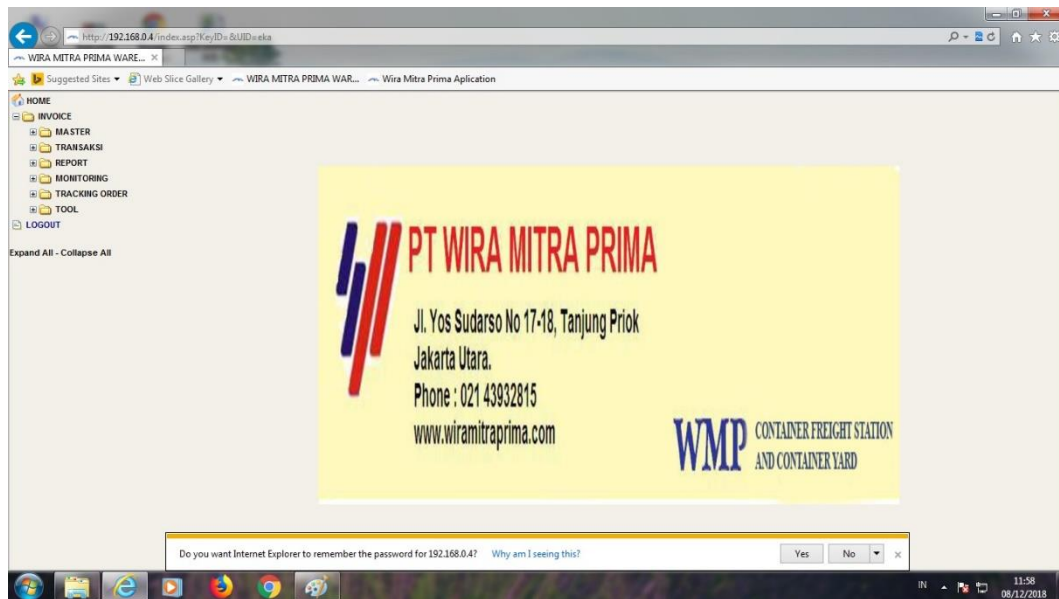 http://192.168.0.4/index.asp?KeyID=&UID=eka
WIRA MITRA PRIMA WARE...
Suggested Sites
Web Slice Gallery
WIRA MITRA PRIMA WAR...
Wira Mitra Prima Aplication
HOME
INVOICE
MASTER
TRANSAKSI
REPORT
MONITORING
TRACKING ORDER
TOOL
LOGOUT
Expand All - Collapse All
PT WIRA MITRA PRIMA
Jl. Yos Sudarso No 17-18, Tanjung Priok
Jakarta Utara.
Phone : 021 43932815
www.wiramitraprima.com
WMP
CONTAINER FREIGHT STATION
AND CONTAINER YARD
Do you want Internet Explorer to remember the password for 192.168.0.4? Why am I seeing this? Yes No
IN
11:58
08/12/2018